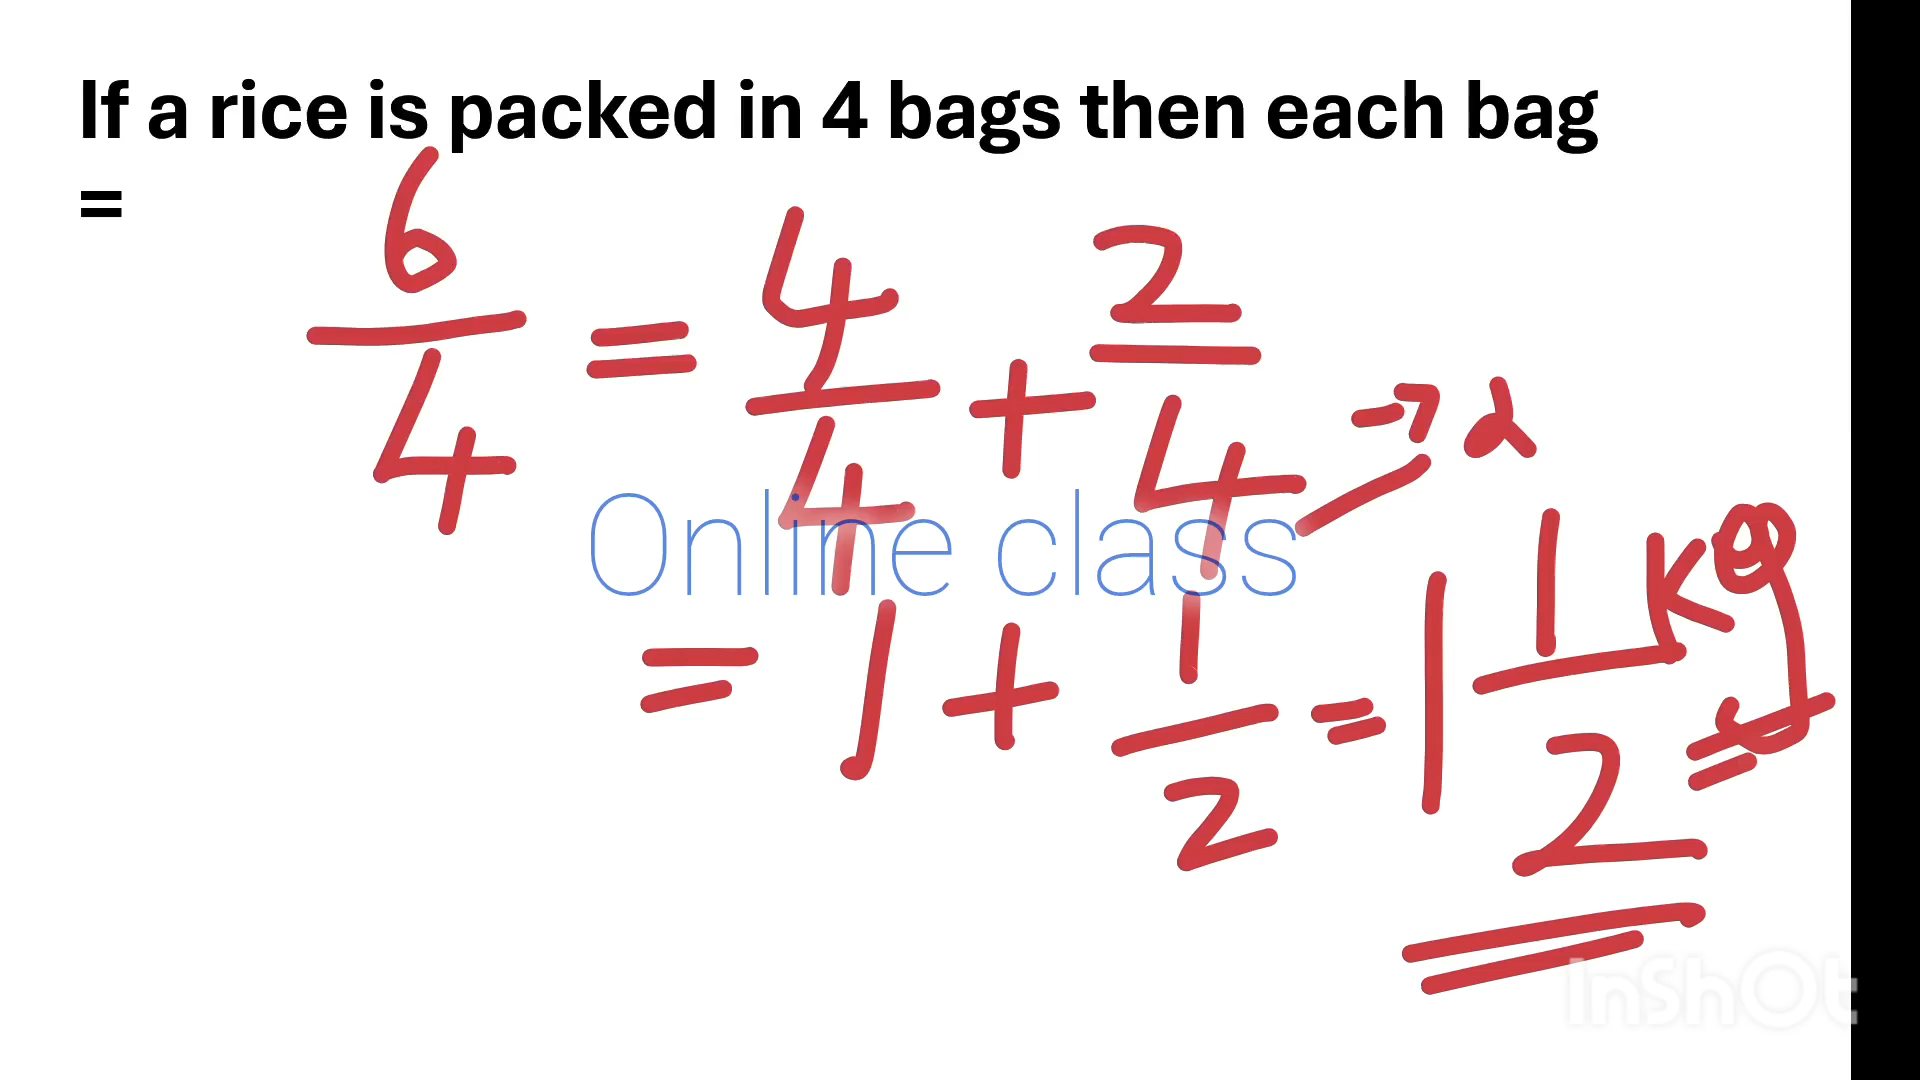 If a rice is packed in 4 bags then each bag
=
6/4 = 4/4 + 2/4 → 2
Online class
= 1 + 1/2 = 1 1/2 kg
InShOt